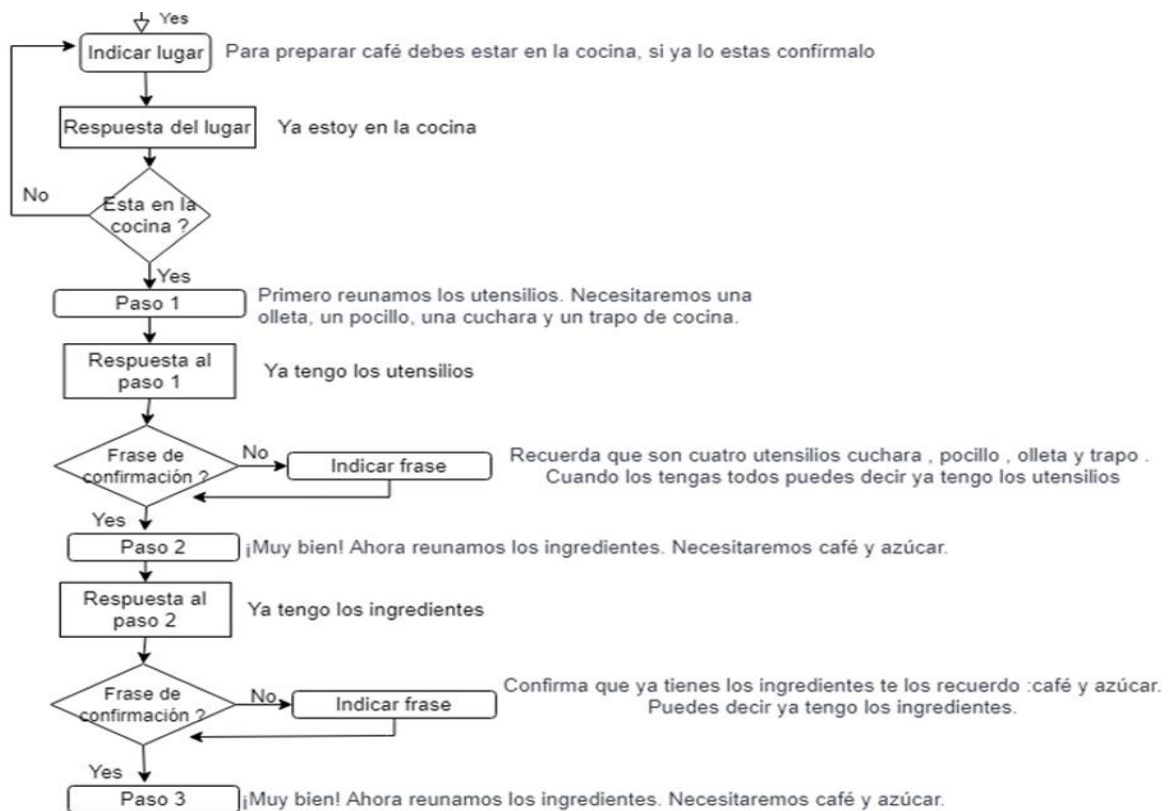 Yes
Indicar lugar
Para preparar café debes estar en la cocina, si ya lo estas confírmalo
Respuesta del lugar
Ya estoy en la cocina
No
Esta en la
cocina ?
Yes
Paso 1
Primero reunamos los utensilios. Necesitaremos una
olleta, un pocillo, una cuchara y un trapo de cocina.
Respuesta al
paso 1
Ya tengo los utensilios
Frase de
confirmación ?
No
Indicar frase
Recuerda que son cuatro utensilios cuchara , pocillo , olleta y trapo .
Cuando los tengas todos puedes decir ya tengo los utensilios
Yes
Paso 2
¡Muy bien! Ahora reunamos los ingredientes. Necesitaremos café y azúcar.
Respuesta al
paso 2
Ya tengo los ingredientes
Frase de
confirmación ?
No
Indicar frase
Confirma que ya tienes los ingredientes te los recuerdo :café y azúcar.
Puedes decir ya tengo los ingredientes.
Yes
Paso 3
¡Muy bien! Ahora reunamos los ingredientes. Necesitaremos café y azúcar.